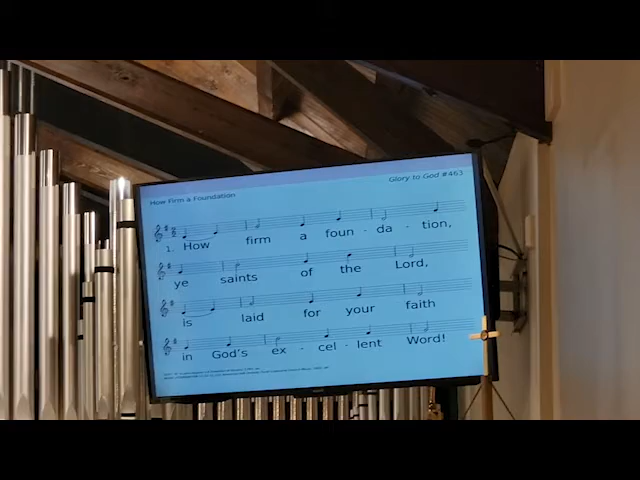 How Firm a Foundation
Glory to God #463
1. How firm a foun - da - tion,
ye saints of the Lord,
is laid for your faith
in God's ex - cel - lent Word!